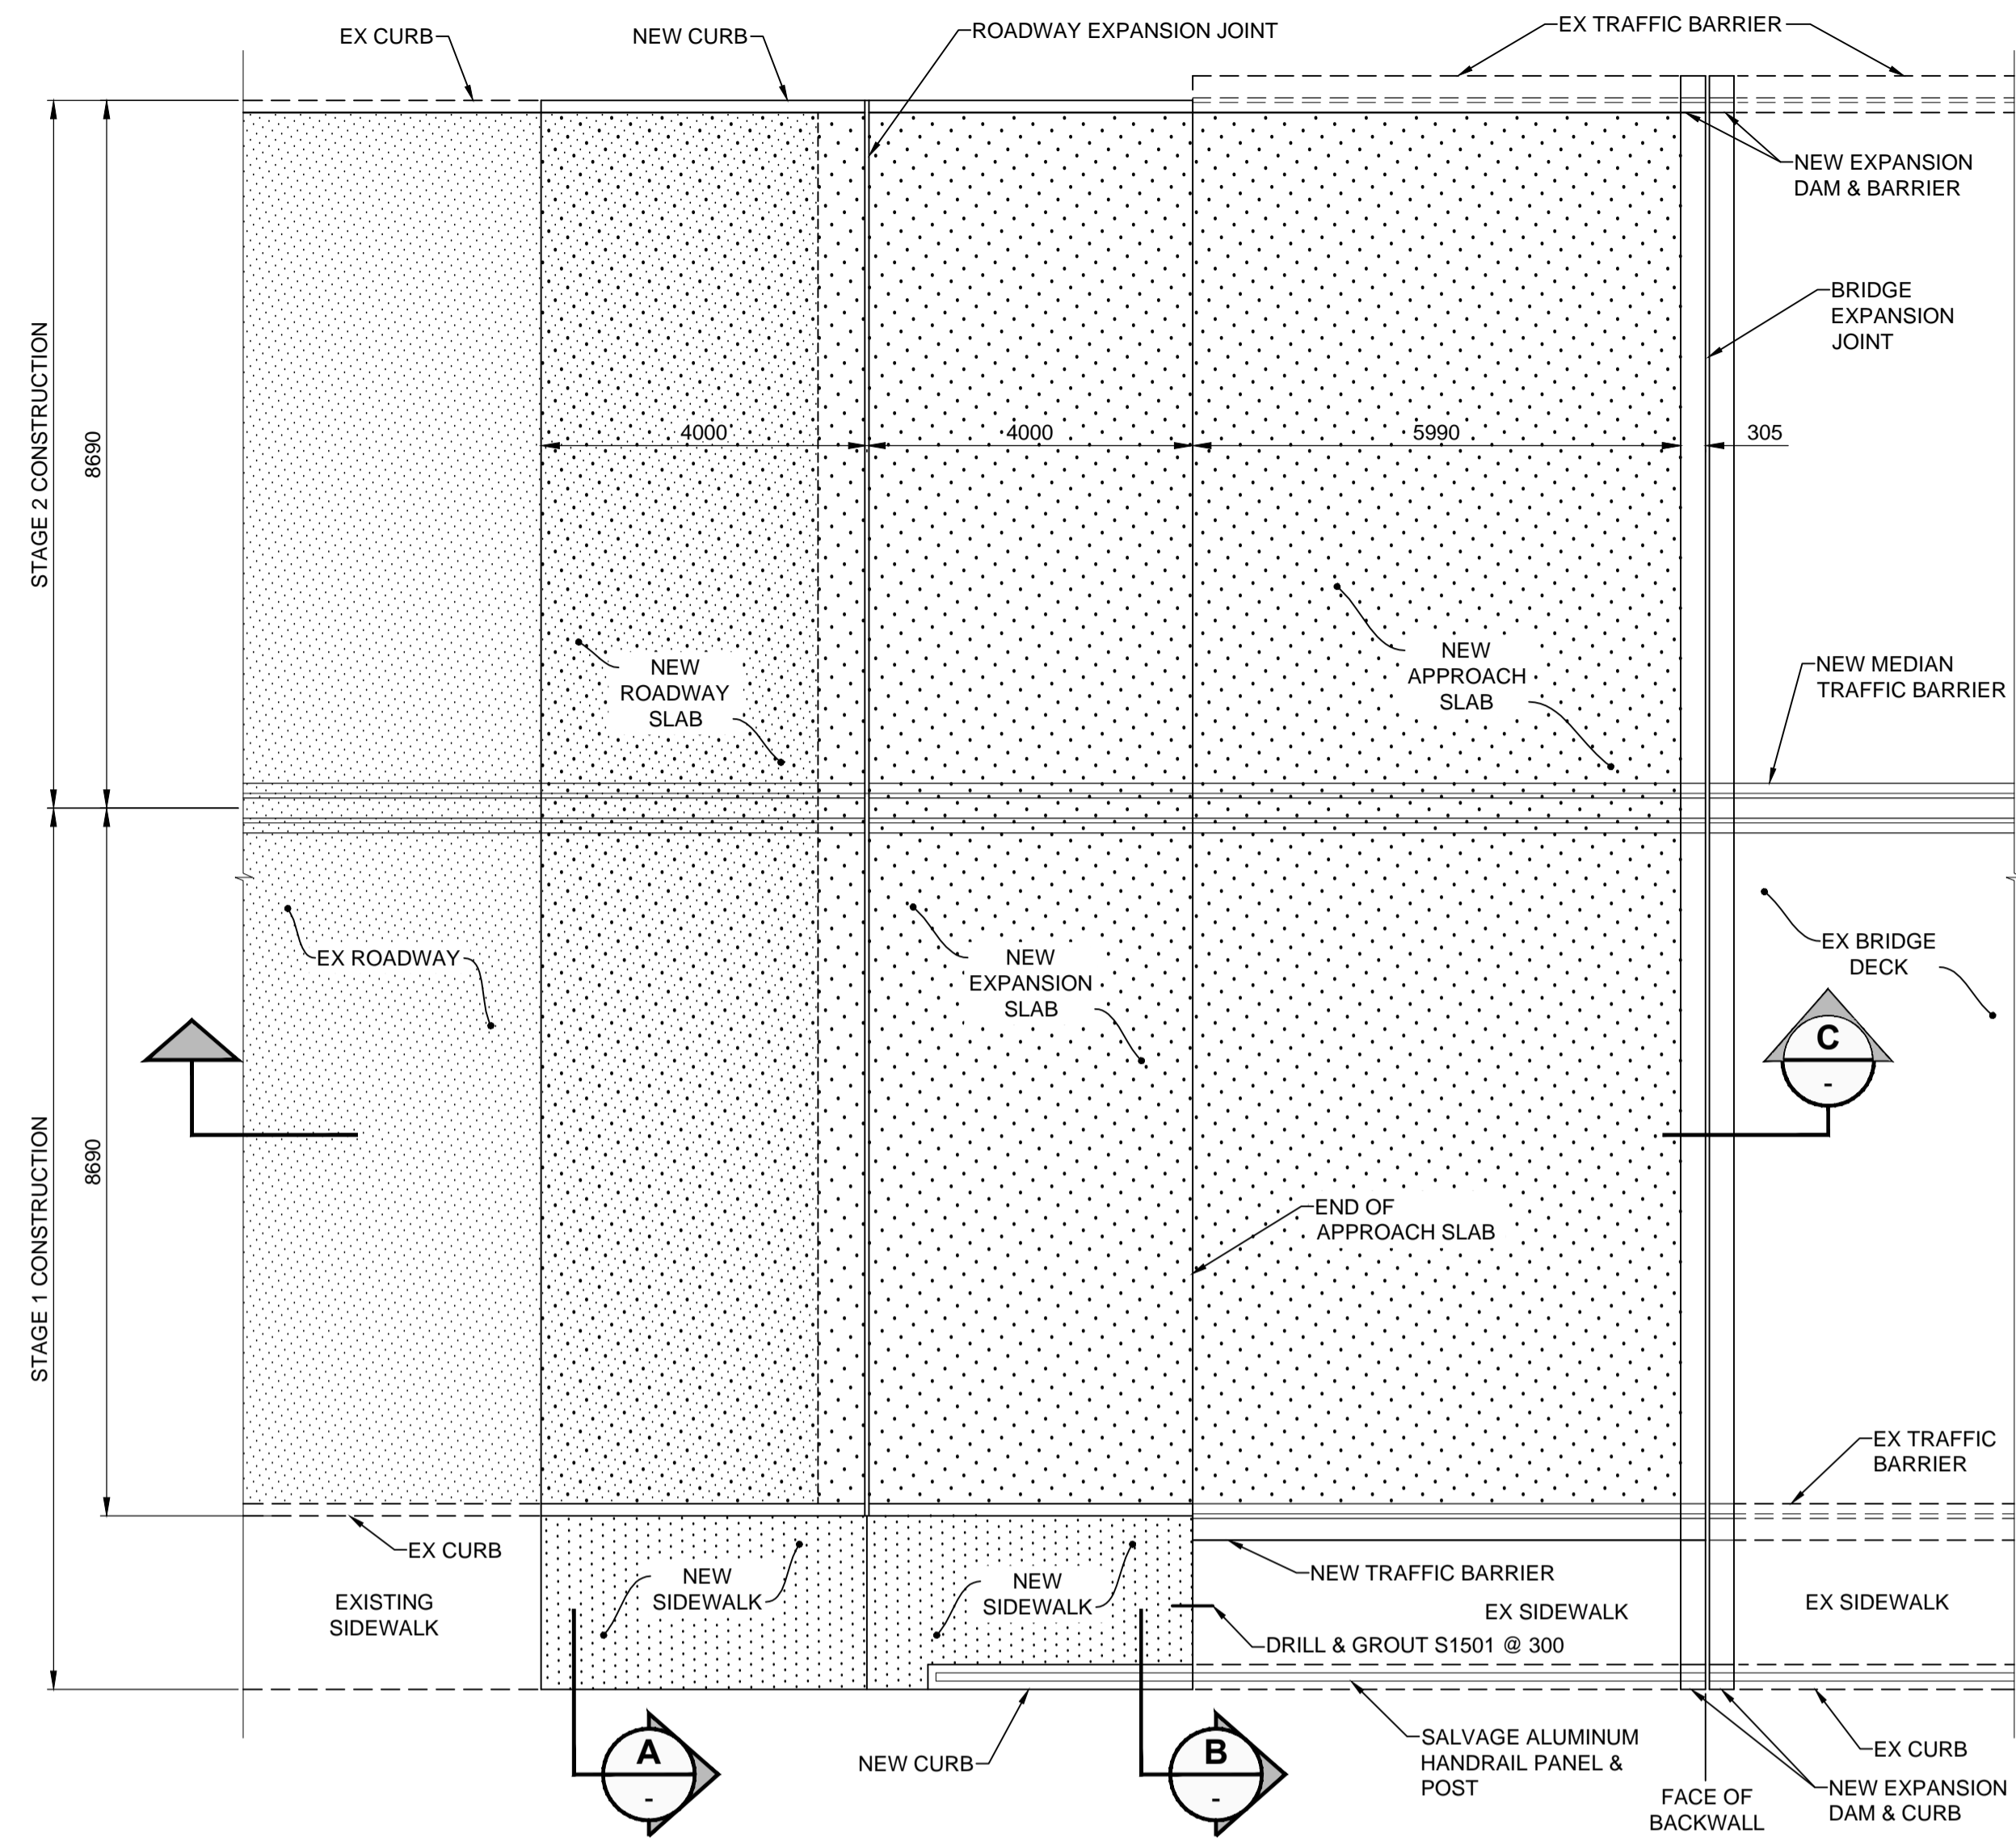 EX TRAFFIC BARRIER
EX CURB
NEW CURB
ROADWAY EXPANSION JOINT
NEW EXPANSION
DAM & BARRIER
BRIDGE
EXPANSION
JOINT
STAGE 2 CONSTRUCTION
8690
4000
4000
5990
305
NEW
ROADWAY
SLAB
NEW
APPROACH
SLAB
NEW MEDIAN
TRAFFIC BARRIER
EX ROADWAY
NEW
EXPANSION
SLAB
EX BRIDGE
DECK
C
-
STAGE 1 CONSTRUCTION
8690
END OF
APPROACH SLAB
EX TRAFFIC
BARRIER
EX CURB
EXISTING
SIDEWALK
NEW
SIDEWALK
NEW
SIDEWALK
NEW TRAFFIC BARRIER
EX SIDEWALK
EX SIDEWALK
DRILL & GROUT S1501 @ 300
A
-
NEW CURB
B
-
SALVAGE ALUMINUM
HANDRAIL PANEL &
POST
FACE OF
BACKWALL
EX CURB
NEW EXPANSION
DAM & CURB